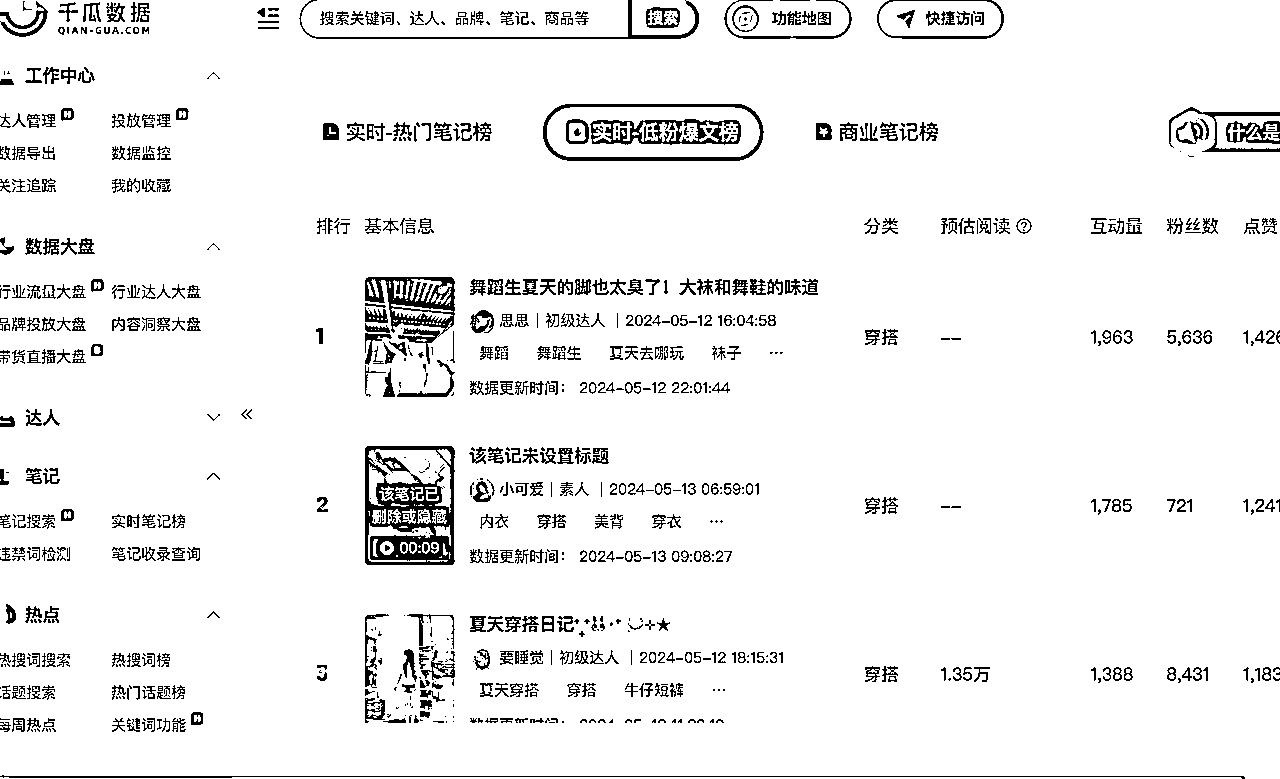 千瓜数据
QIAN-GUA.COM
搜索关键词、达人、品牌、笔记、商品等
搜索
功能地图
快捷访问
工作中心
达人管理
投放管理
数据导出
数据监控
关注追踪
我的收藏
数据大盘
行业流量大盘
行业达人大盘
品牌投放大盘
内容洞察大盘
带货直播大盘
达人
笔记
笔记搜索
实时笔记榜
违禁词检测
笔记收录查询
热点
热搜词搜索
热搜词榜
话题搜索
热门话题榜
每周热点
关键词功能
实时-热门笔记榜
实时-低粉爆文榜
商业笔记榜
什么是
排行 基本信息 分类 预估阅读 互动量 粉丝数 点赞
1
舞蹈生夏天的脚也太臭了！大袜和舞鞋的味道
思思｜初级达人｜2024-05-12 16:04:58
舞蹈 舞蹈生 夏天去哪玩 袜子 ···
数据更新时间： 2024-05-12 22:01:44
穿搭 -- 1,963 5,636 1,426
2
该笔记已
删除或隐藏
00:09
该笔记未设置标题
小可爱｜素人｜2024-05-13 06:59:01
内衣 穿搭 美背 穿衣 ···
数据更新时间： 2024-05-13 09:08:27
穿搭 -- 1,785 721 1,241
3
夏天穿搭日记
要睡觉｜初级达人｜2024-05-12 18:15:31
夏天穿搭 穿搭 牛仔短裤 ···
数据更新时间：
穿搭 1.35万 1,388 8,431 1,183